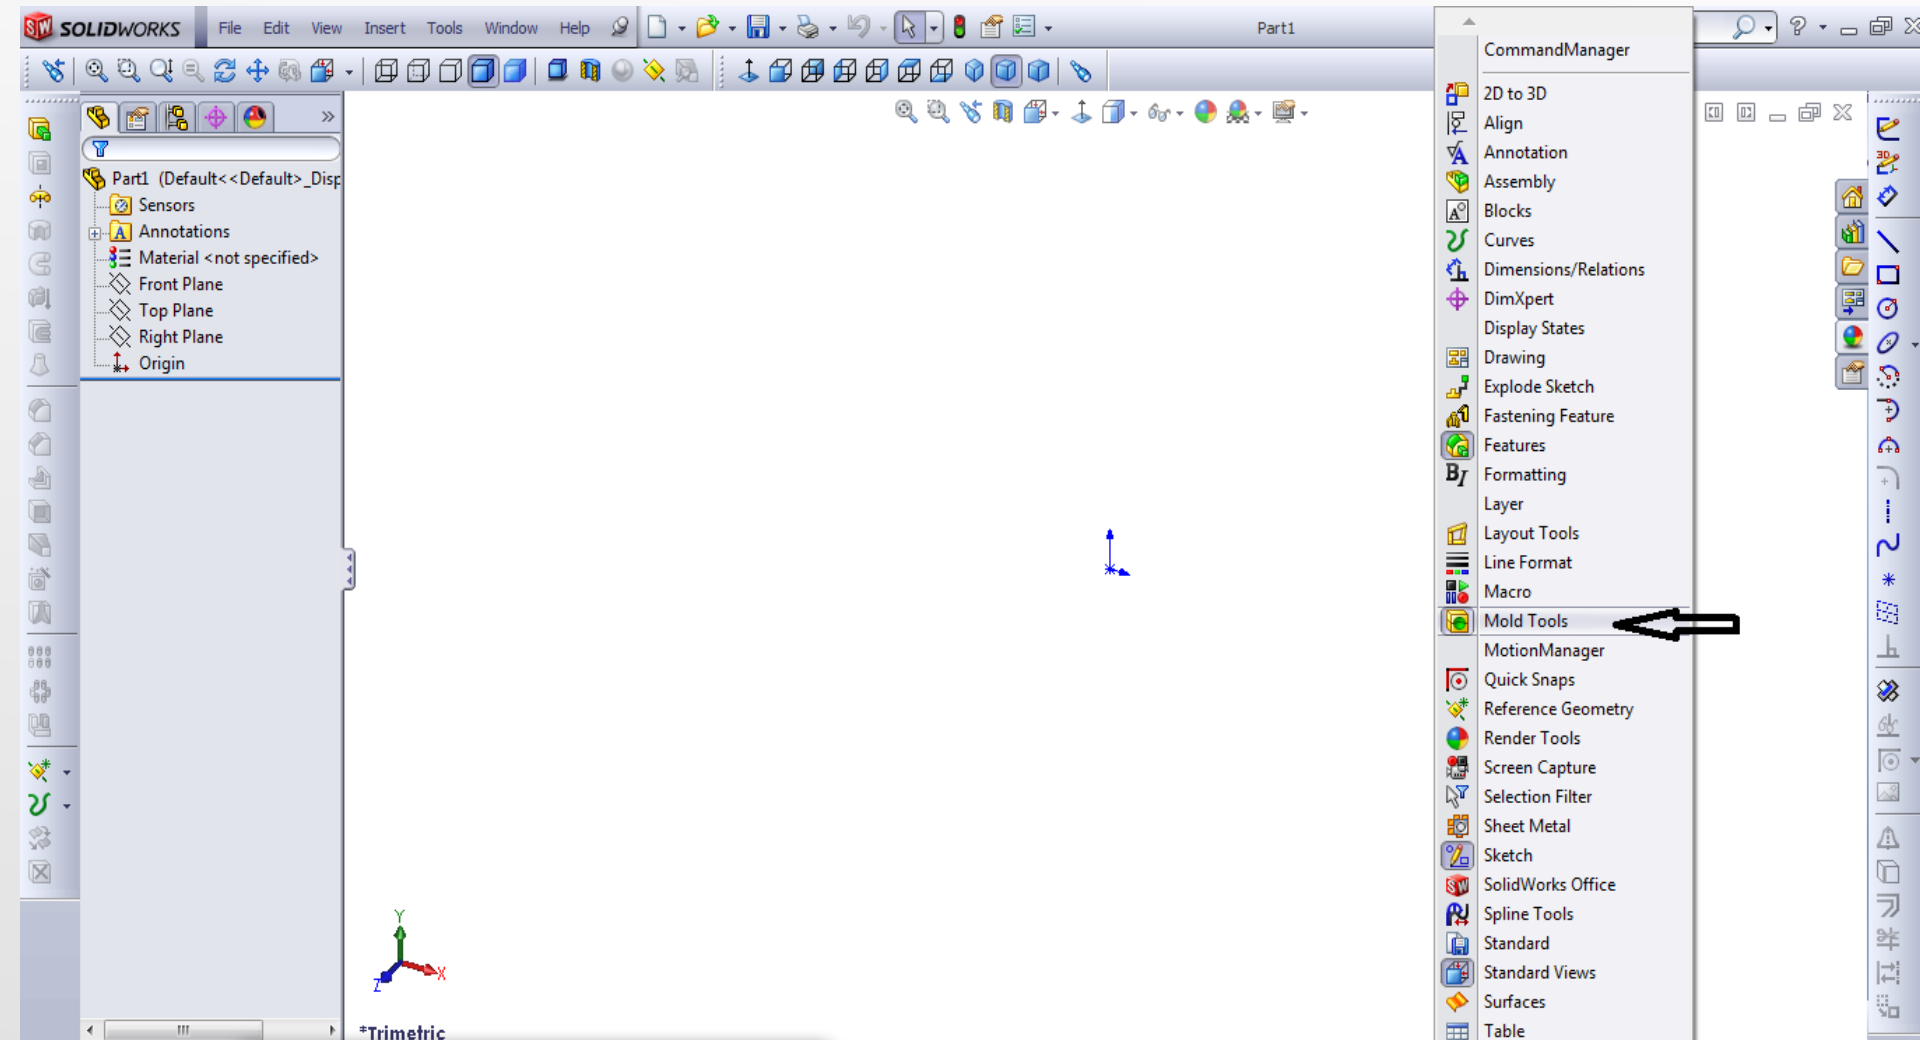 SOLIDWORKS File Edit View Insert Tools Window Help Part1
Part1 (Default<<Default>_Disp
Sensors
Annotations
Material <not specified>
Front Plane
Top Plane
Right Plane
Origin
Y
X
Z
*Trimetric
CommandManager
2D to 3D
Align
Annotation
Assembly
Blocks
Curves
Dimensions/Relations
DimXpert
Display States
Drawing
Explode Sketch
Fastening Feature
Features
Formatting
Layer
Layout Tools
Line Format
Macro
Mold Tools
MotionManager
Quick Snaps
Reference Geometry
Render Tools
Screen Capture
Selection Filter
Sheet Metal
Sketch
SolidWorks Office
Spline Tools
Standard
Standard Views
Surfaces
Table